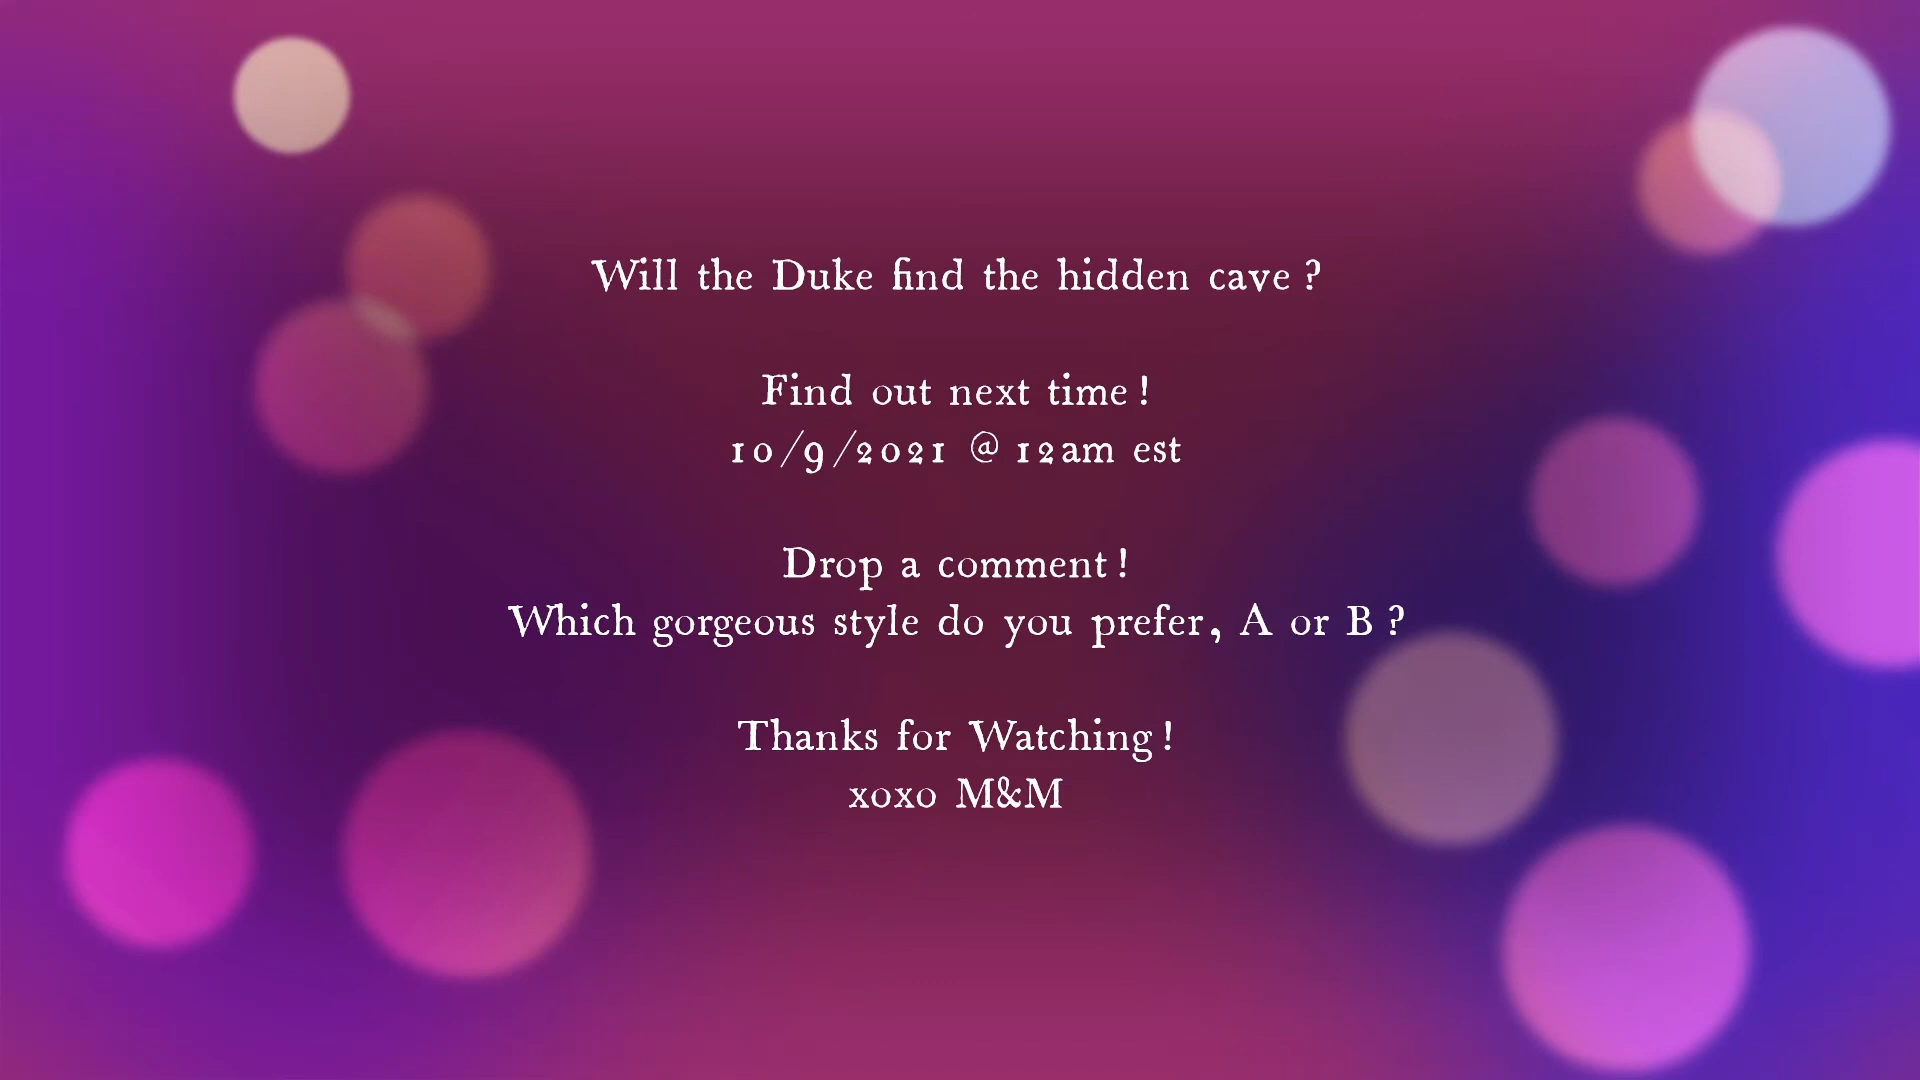 Will the Duke find the hidden cave?
Find out next time!
10/9/2021 @ 12am est
Drop a comment!
Which gorgeous style do you prefer, A or B?
Thanks for Watching!
xoxo M&M